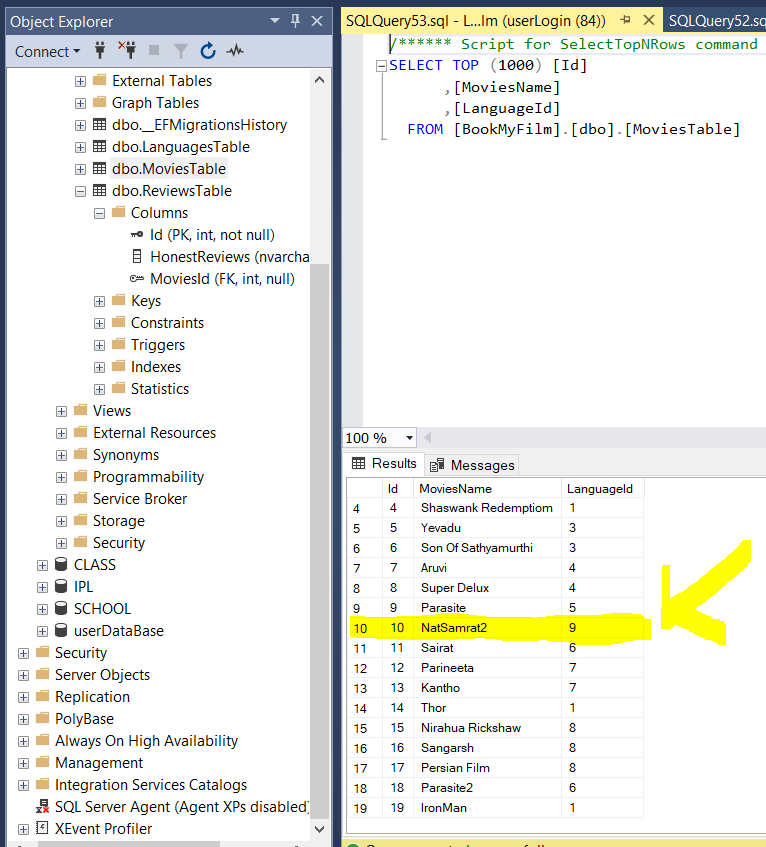 Object Explorer
Connect
External Tables
Graph Tables
dbo.__EFMigrationsHistory
dbo.LanguagesTable
dbo.MoviesTable
dbo.ReviewsTable
Columns
Id (PK, int, not null)
HonestReviews (nvarcha
MoviesId (FK, int, null)
Keys
Constraints
Triggers
Indexes
Statistics
Views
External Resources
Synonyms
Programmability
Service Broker
Storage
Security
CLASS
IPL
SCHOOL
userDataBase
Security
Server Objects
Replication
PolyBase
Always On High Availability
Management
Integration Services Catalogs
SQL Server Agent (Agent XPs disabled)
XEvent Profiler
SQLQuery53.sql - L...lm (userLogin (84)) SQLQuery52.sq
/****** Script for SelectTopNRows command
SELECT TOP (1000) [Id]
,[MoviesName]
,[LanguageId]
FROM [BookMyFilm].[dbo].[MoviesTable]
100 %
Results Messages
Id MoviesName LanguageId
4 4 Shaswank Redemptiom 1
5 5 Yevadu 3
6 6 Son Of Sathyamurthi 3
7 7 Aruvi 4
8 8 Super Delux 4
9 9 Parasite 5
10 10 NatSamrat2 9
11 11 Sairat 6
12 12 Parineeta 7
13 13 Kantho 7
14 14 Thor 1
15 15 Nirahua Rickshaw 8
16 16 Sangarsh 8
17 17 Persian Film 8
18 18 Parasite2 6
19 19 IronMan 1